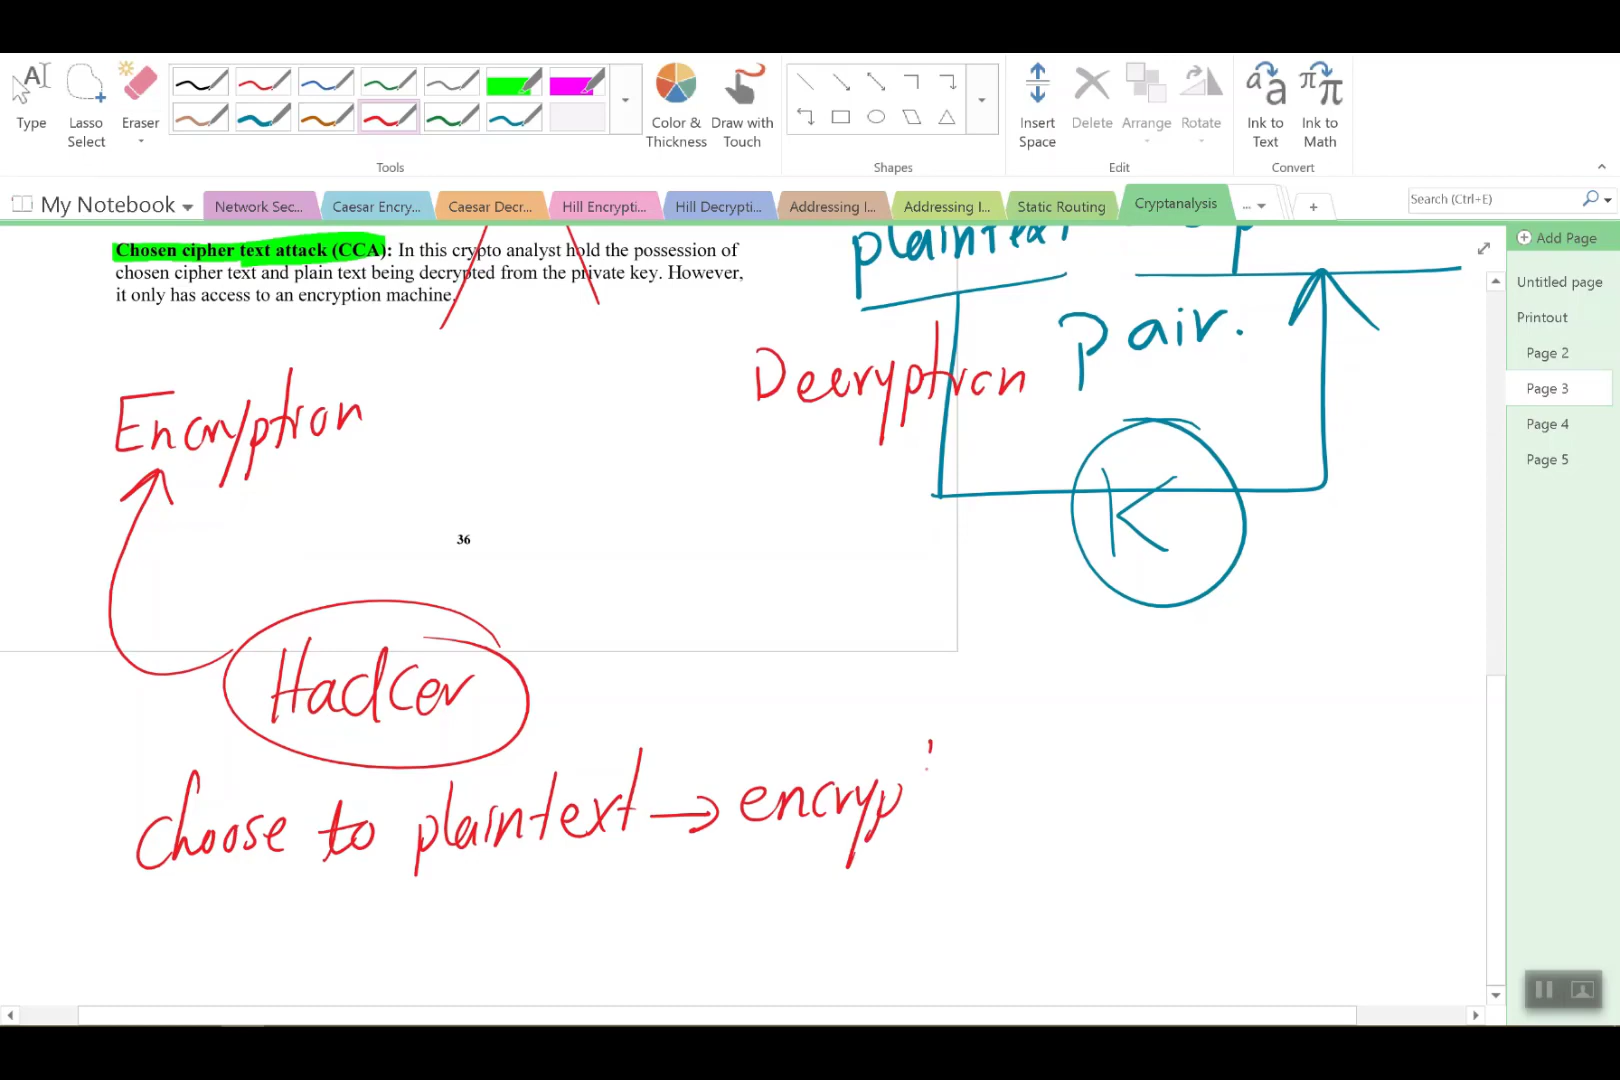 Type
Lasso Select
Eraser
Color & Thickness
Draw with Touch
Insert Space
Delete
Arrange
Rotate
Ink to Text
Ink to Math
Tools
Shapes
Edit
Convert
My Notebook
Network Sec...
Caesar Encry...
Caesar Decr...
Hill Encrypti...
Hill Decrypti...
Addressing I...
Addressing I...
Static Routing
Cryptanalysis
...
Search (Ctrl+E)
Add Page
Untitled page
Printout
Page 2
Page 3
Page 4
Page 5
Chosen cipher text attack (CCA): In this crypto analyst hold the possession of
chosen cipher text and plain text being decrypted from the private key. However,
it only has access to an encryption machine.
plaintext
pair.
Encryption
Decryption
K
36
Hadcer
Choose to plaintext → encryp